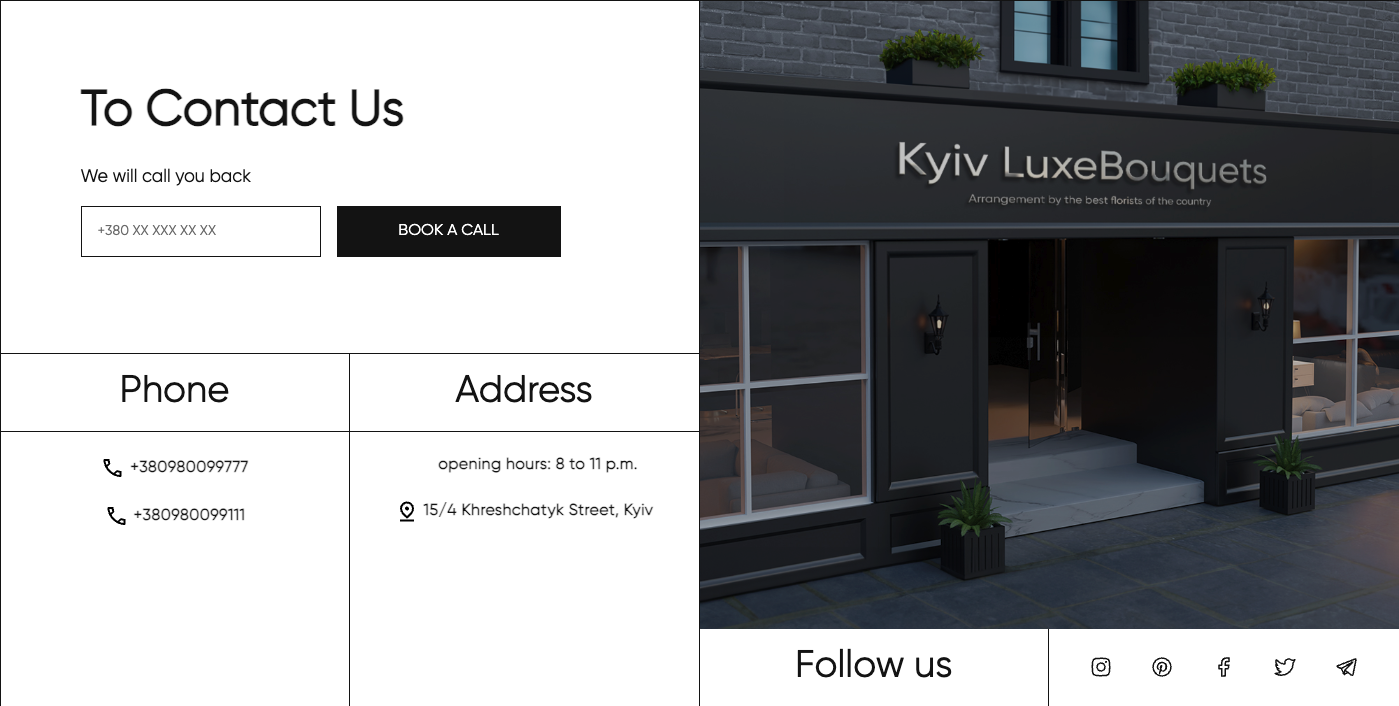 To Contact Us
We will call you back
+380 XX XXX XX XX
BOOK A CALL
Phone
+380980099777
+380980099111
Address
opening hours: 8 to 11 p.m.
15/4 Khreshchatyk Street, Kyiv
Kyiv LuxeBouquets
Arrangement by the best florists of the country
Follow us